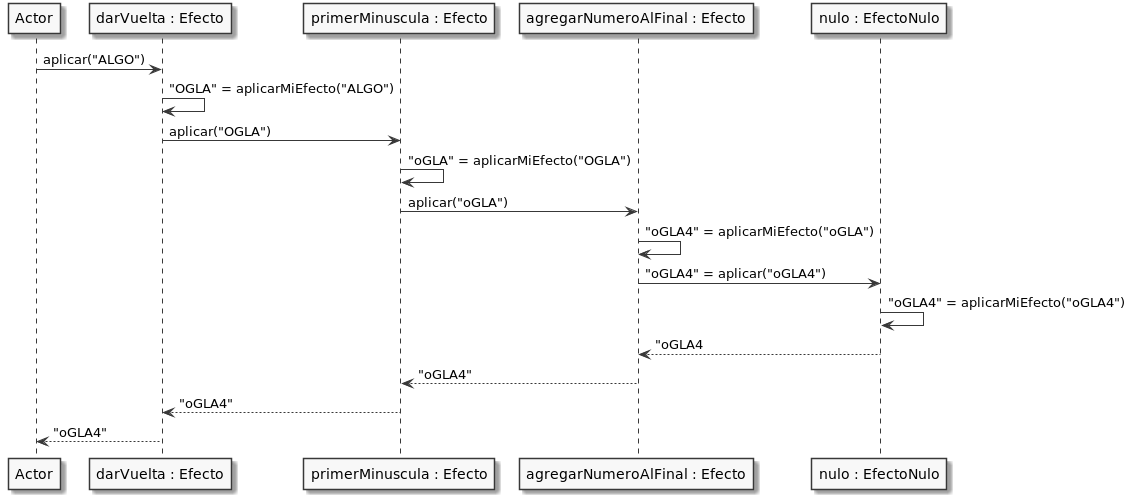 Actor
darVuelta : Efecto
primerMinuscula : Efecto
agregarNumeroAlFinal : Efecto
nulo : EfectoNulo
aplicar("ALGO")
"OGLA" = aplicarMiEfecto("ALGO")
aplicar("OGLA")
"oGLA" = aplicarMiEfecto("OGLA")
aplicar("oGLA")
"oGLA4" = aplicarMiEfecto("oGLA")
"oGLA4" = aplicar("oGLA4")
"oGLA4" = aplicarMiEfecto("oGLA4")
"oGLA4
"oGLA4"
"oGLA4"
"oGLA4"
Actor
darVuelta : Efecto
primerMinuscula : Efecto
agregarNumeroAlFinal : Efecto
nulo : EfectoNulo